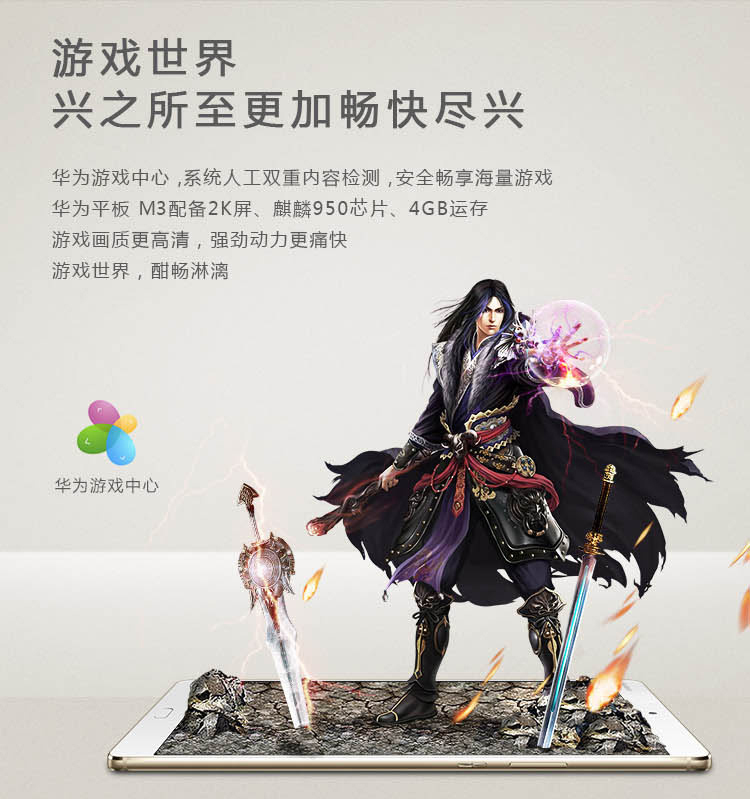 游戏世界
兴之所至更加畅快尽兴
华为游戏中心,系统人工双重内容检测,安全畅享海量游戏
华为平板 M3配备2K屏、麒麟950芯片、4GB运存
游戏画质更高清，强劲动力更痛快
游戏世界，酣畅淋漓
华为游戏中心